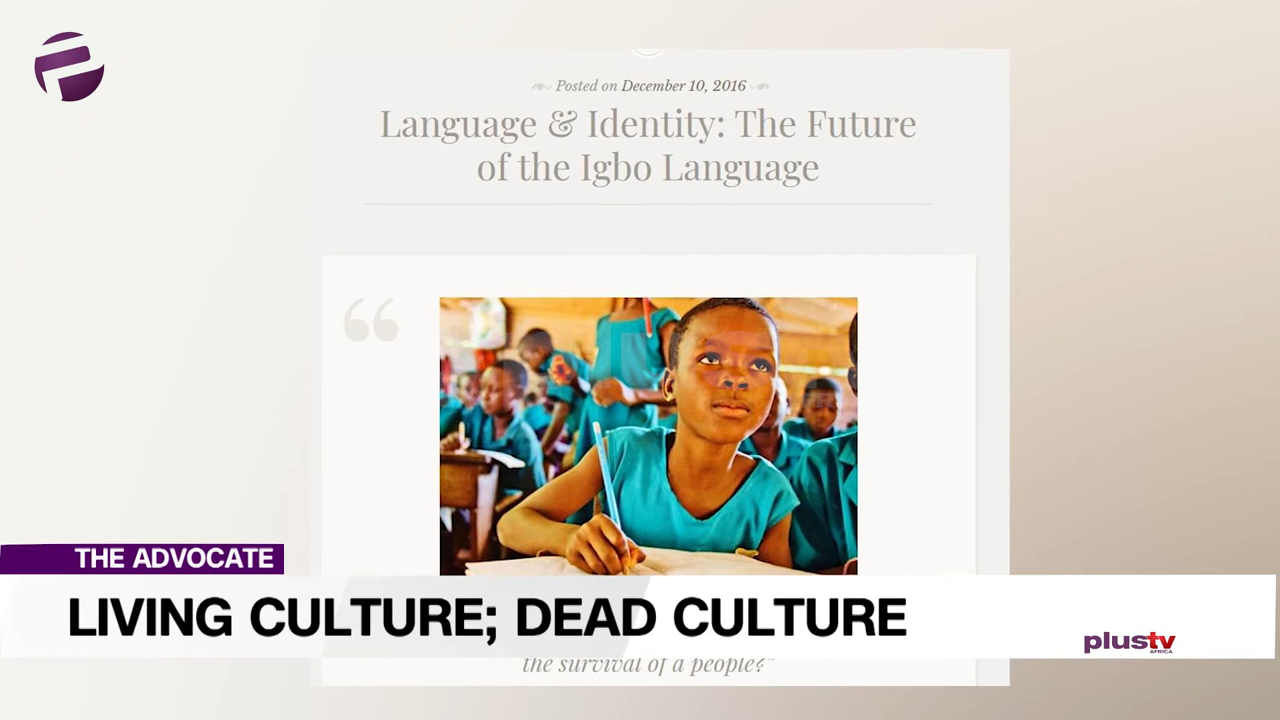 Posted on December 10, 2016
Language & Identity: The Future
of the Igbo Language
“
THE ADVOCATE
LIVING CULTURE; DEAD CULTURE
plustv
AFRICA
the survival of a people?”